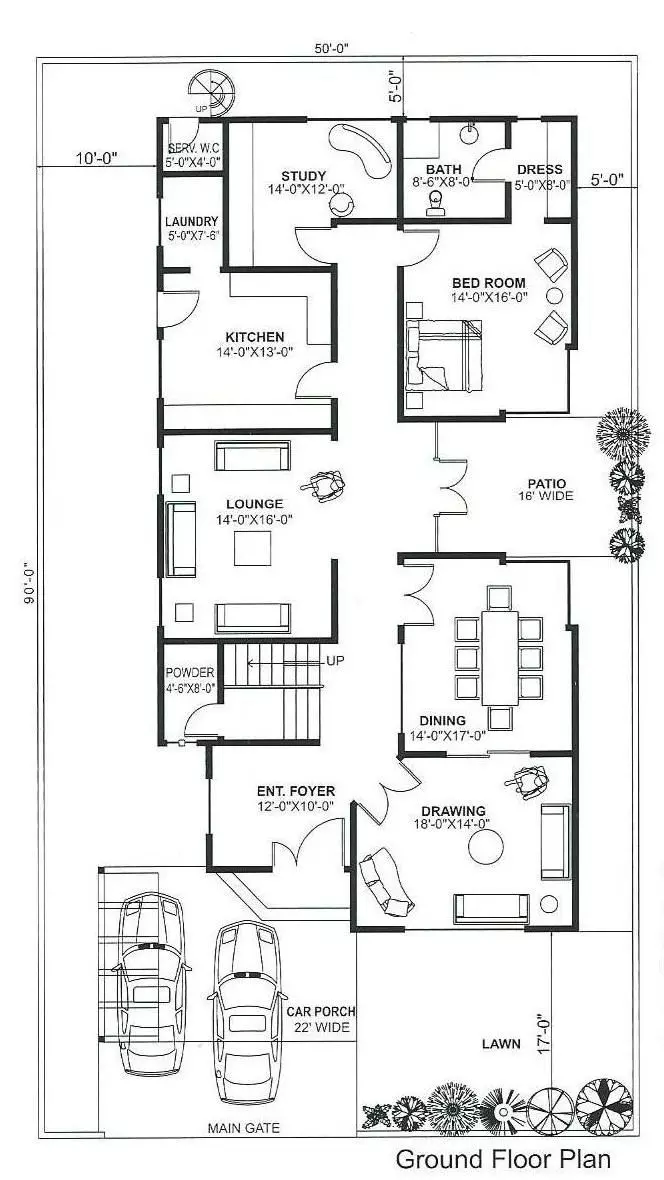 50'-0"
5'-0"
UP
10'-0"
SERV. W.C
5'-0"X4'-0"
STUDY
14'-0"X12'-0"
BATH
8'-6"X8'-0"
DRESS
5'-0"X8'-0"
5'-0"
LAUNDRY
5'-0"X7'-6"
BED ROOM
14'-0"X16'-0"
KITCHEN
14'-0"X13'-0"
LOUNGE
14'-0"X16'-0"
PATIO
16' WIDE
90'-0"
UP
POWDER
4'-6"X8'-0"
DINING
14'-0"X17'-0"
ENT. FOYER
12'-0"X10'-0"
DRAWING
18'-0"X14'-0"
CAR PORCH
22' WIDE
LAWN
17'-0"
MAIN GATE
Ground Floor Plan